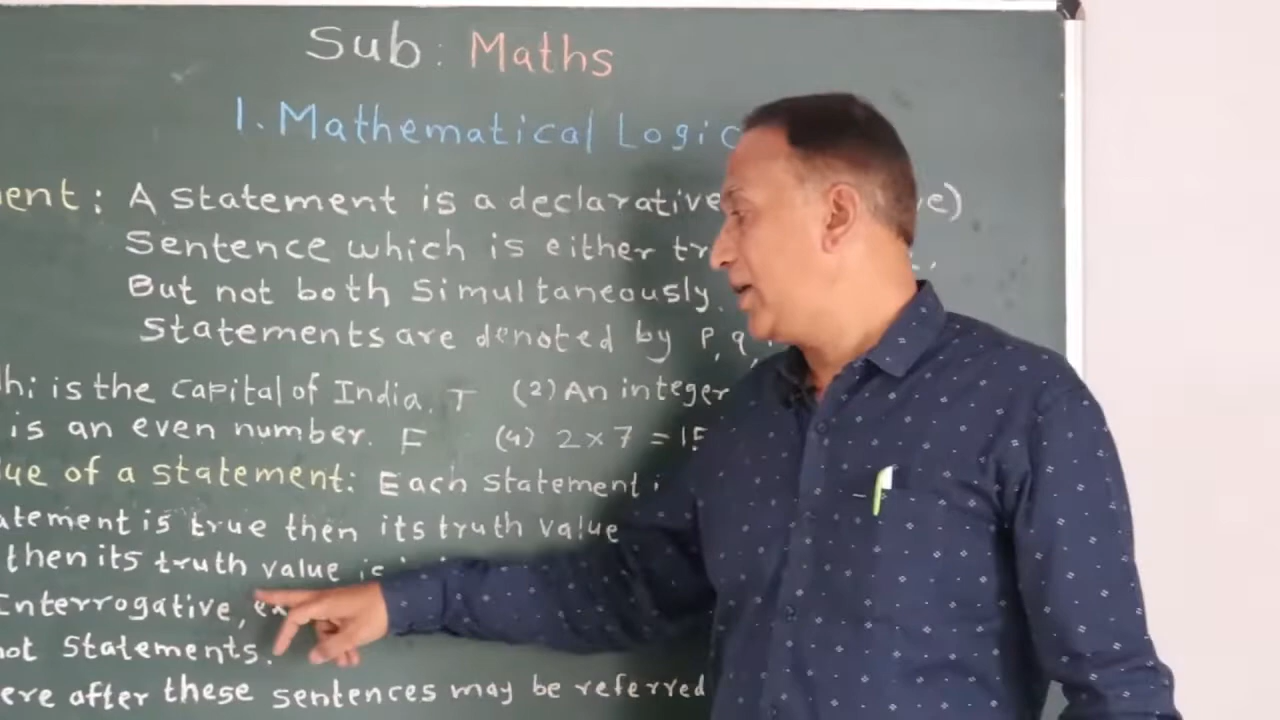 Sub: Maths
1. Mathematical Logic
ent: A Statement is a declarative e)
Sentence which is either tr
But not both Simultaneously.
Statements are denoted by P, q,
hi is the capital of India. T (2) An integer
is an even number. F (4) 2 x 7 = 15
ue of a statement: Each statement i
atement is true then its truth value
then its truth value is
Interrogative, ex
not Statements.
ere after these sentences may be referred